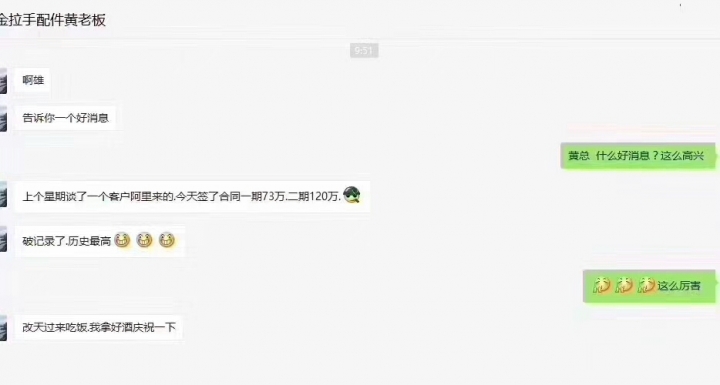 金拉手配件黄老板
9:51
啊雄
告诉你一个好消息
黄总 什么好消息？这么高兴
上个星期谈了一个客户阿里来的.今天签了合同一期73万.二期120万.
破记录了.历史最高
这么厉害
改天过来吃饭.我拿好酒庆祝一下